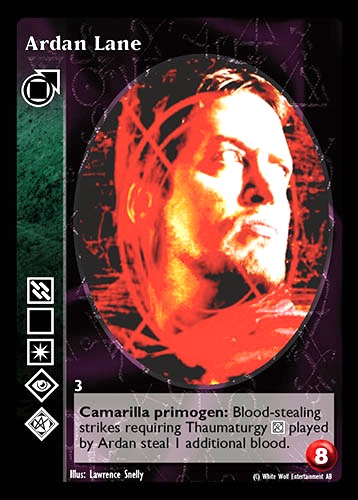 Ardan Lane
3
Camarilla primogen: Blood-stealing
strikes requiring Thaumaturgy played
by Ardan steal 1 additional blood.
8
Illus: Lawrence Snelly
(C) White Wolf Entertainment AB